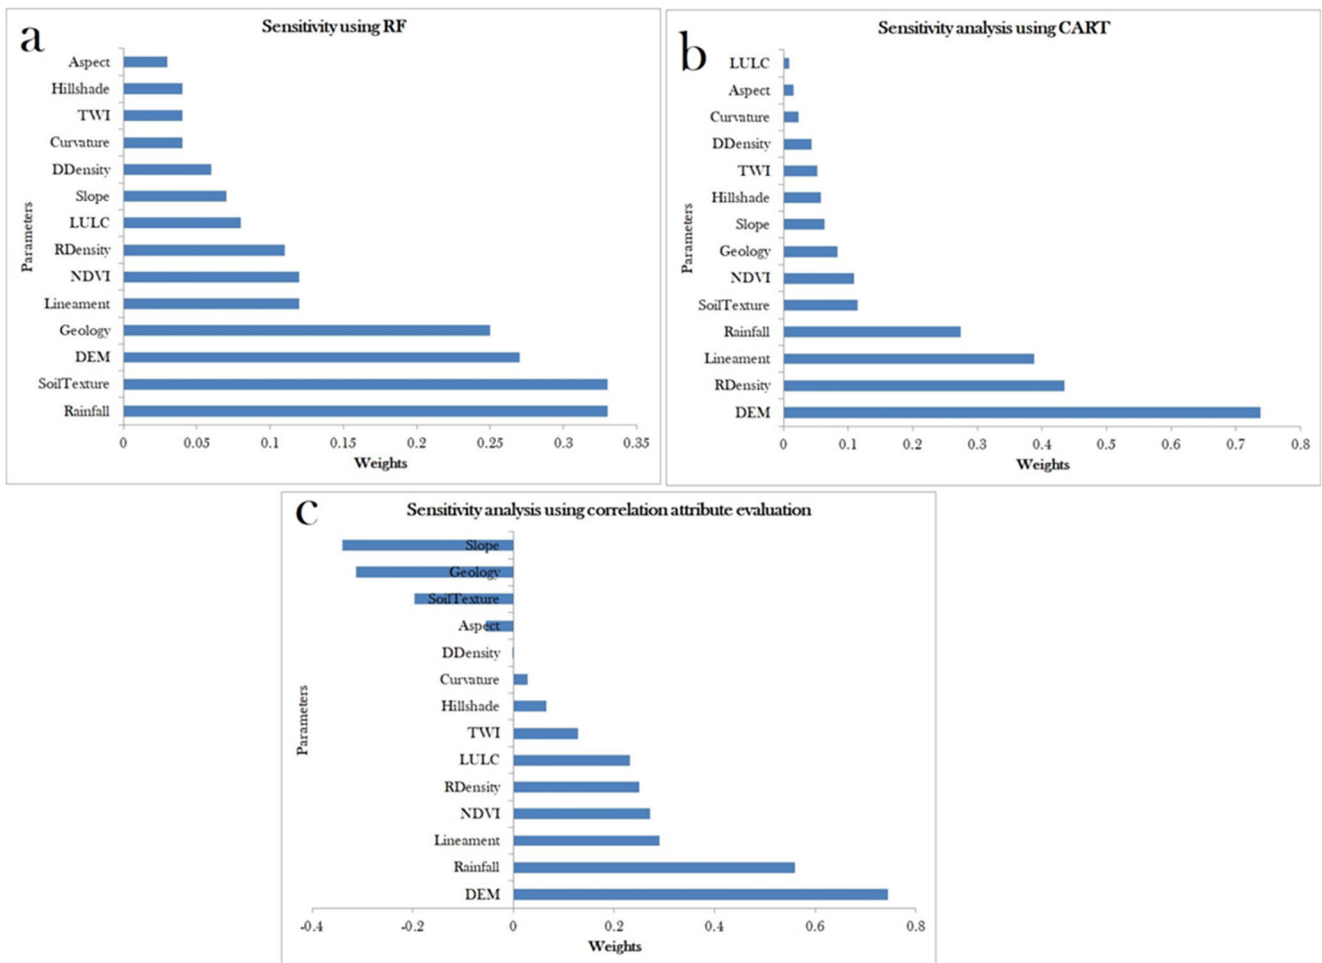 a
Sensitivity using RF
Parameters
Aspect
Hillshade
TWI
Curvature
DDensity
Slope
LULC
RDensity
NDVI
Lineament
Geology
DEM
SoilTexture
Rainfall
0 0.05 0.1 0.15 0.2 0.25 0.3 0.35
Weights
b
Sensitivity analysis using CART
Parameters
LULC
Aspect
Curvature
DDensity
TWI
Hillshade
Slope
Geology
NDVI
SoilTexture
Rainfall
Lineament
RDensity
DEM
0 0.1 0.2 0.3 0.4 0.5 0.6 0.7 0.8
Weights
c
Sensitivity analysis using correlation attribute evaluation
Parameters
Slope
Geology
SoilTexture
Aspect
DDensity
Curvature
Hillshade
TWI
LULC
RDensity
NDVI
Lineament
Rainfall
DEM
-0.4 -0.2 0 0.2 0.4 0.6 0.8
Weights